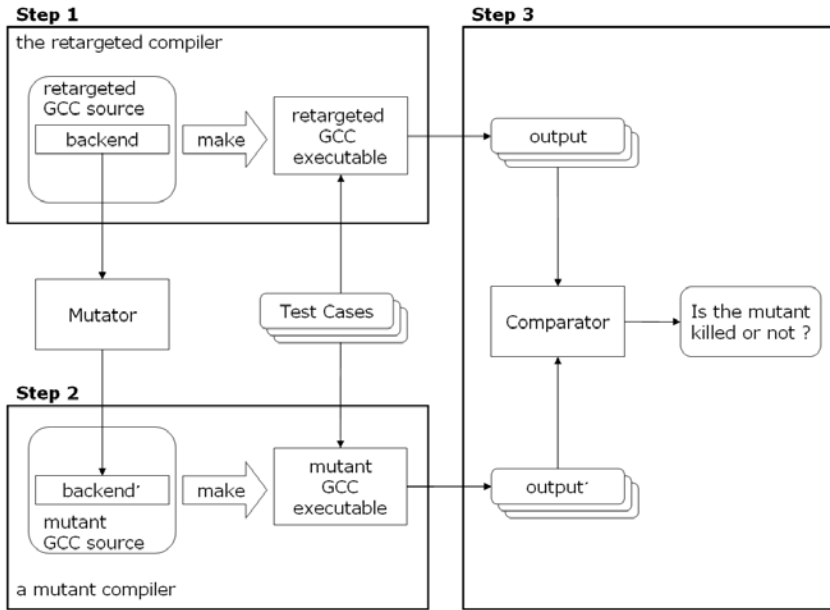 Step 1
the retargeted compiler
retargeted
GCC source
backend
make
retargeted
GCC
executable
Step 3
output
Mutator
Test Cases
Comparator
Is the mutant
killed or not ?
Step 2
backend´
mutant
GCC source
make
mutant
GCC
executable
output´
a mutant compiler